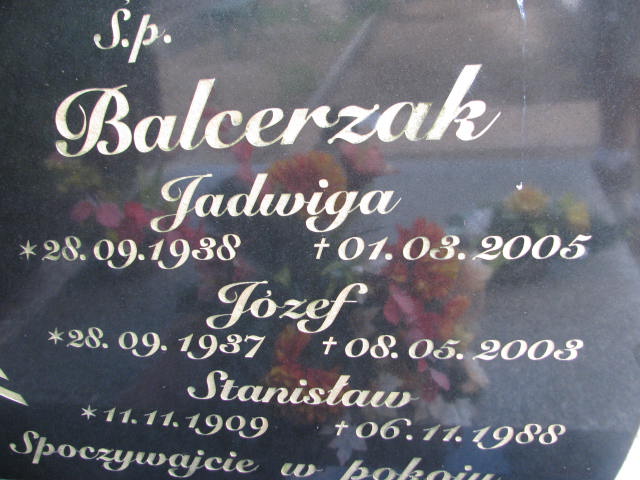 Ś.p.
Balcerzak
Jadwiga
*28.09.1938 †01.03.2005
Józef
*28.09.1937 †08.05.2003
Stanisław
*11.11.1909 †06.11.1988
Spoczywajcie w pokoju